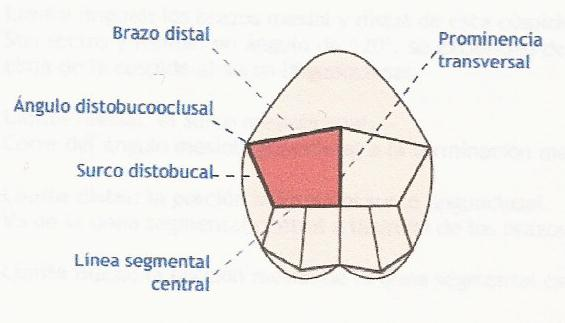 Brazo distal
Prominencia
transversal
Ángulo distobucooclusal
Surco distobucal
Línea segmental
central